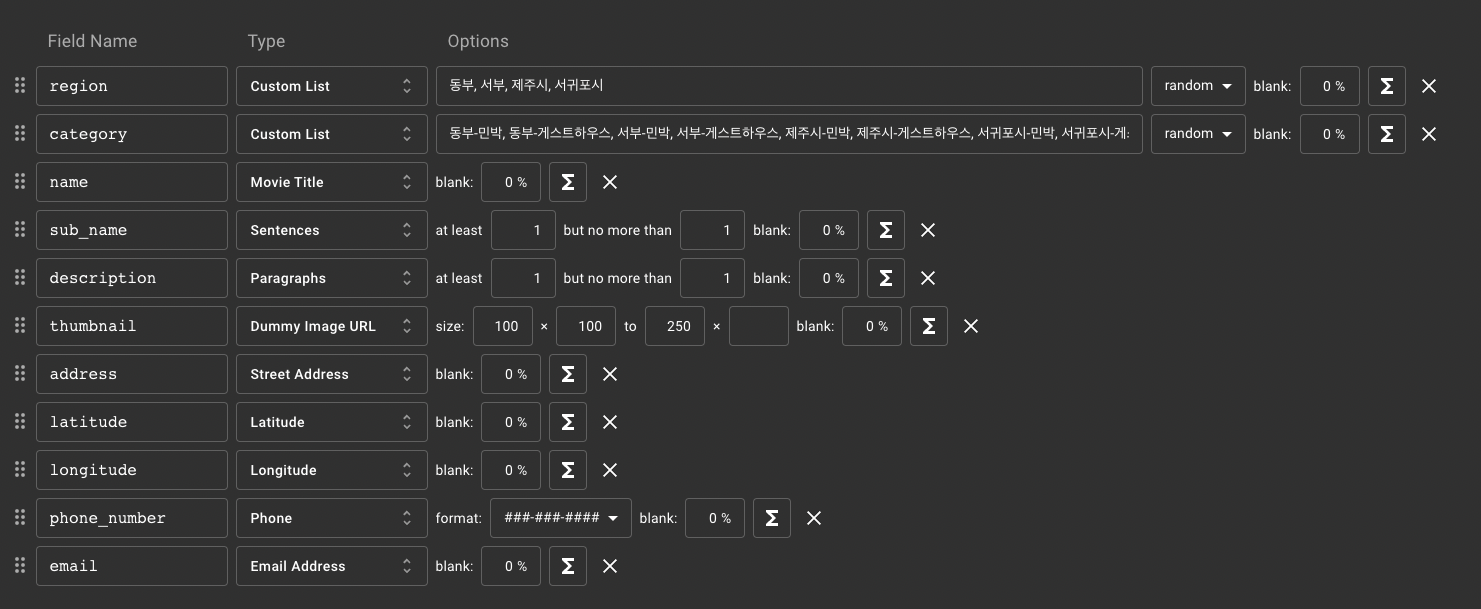 Field Name Type Options
region Custom List 동부, 서부, 제주시, 서귀포시 random blank: 0 % Σ
category Custom List 동부-민박, 동부-게스트하우스, 서부-민박, 서부-게스트하우스, 제주시-민박, 제주시-게스트하우스, 서귀포시-민박, 서귀포시-게 random blank: 0 % Σ
name Movie Title blank: 0 % Σ
sub_name Sentences at least 1 but no more than 1 blank: 0 % Σ
description Paragraphs at least 1 but no more than 1 blank: 0 % Σ
thumbnail Dummy Image URL size: 100 × 100 to 250 × blank: 0 % Σ
address Street Address blank: 0 % Σ
latitude Latitude blank: 0 % Σ
longitude Longitude blank: 0 % Σ
phone_number Phone format: ###-###-#### blank: 0 % Σ
email Email Address blank: 0 % Σ